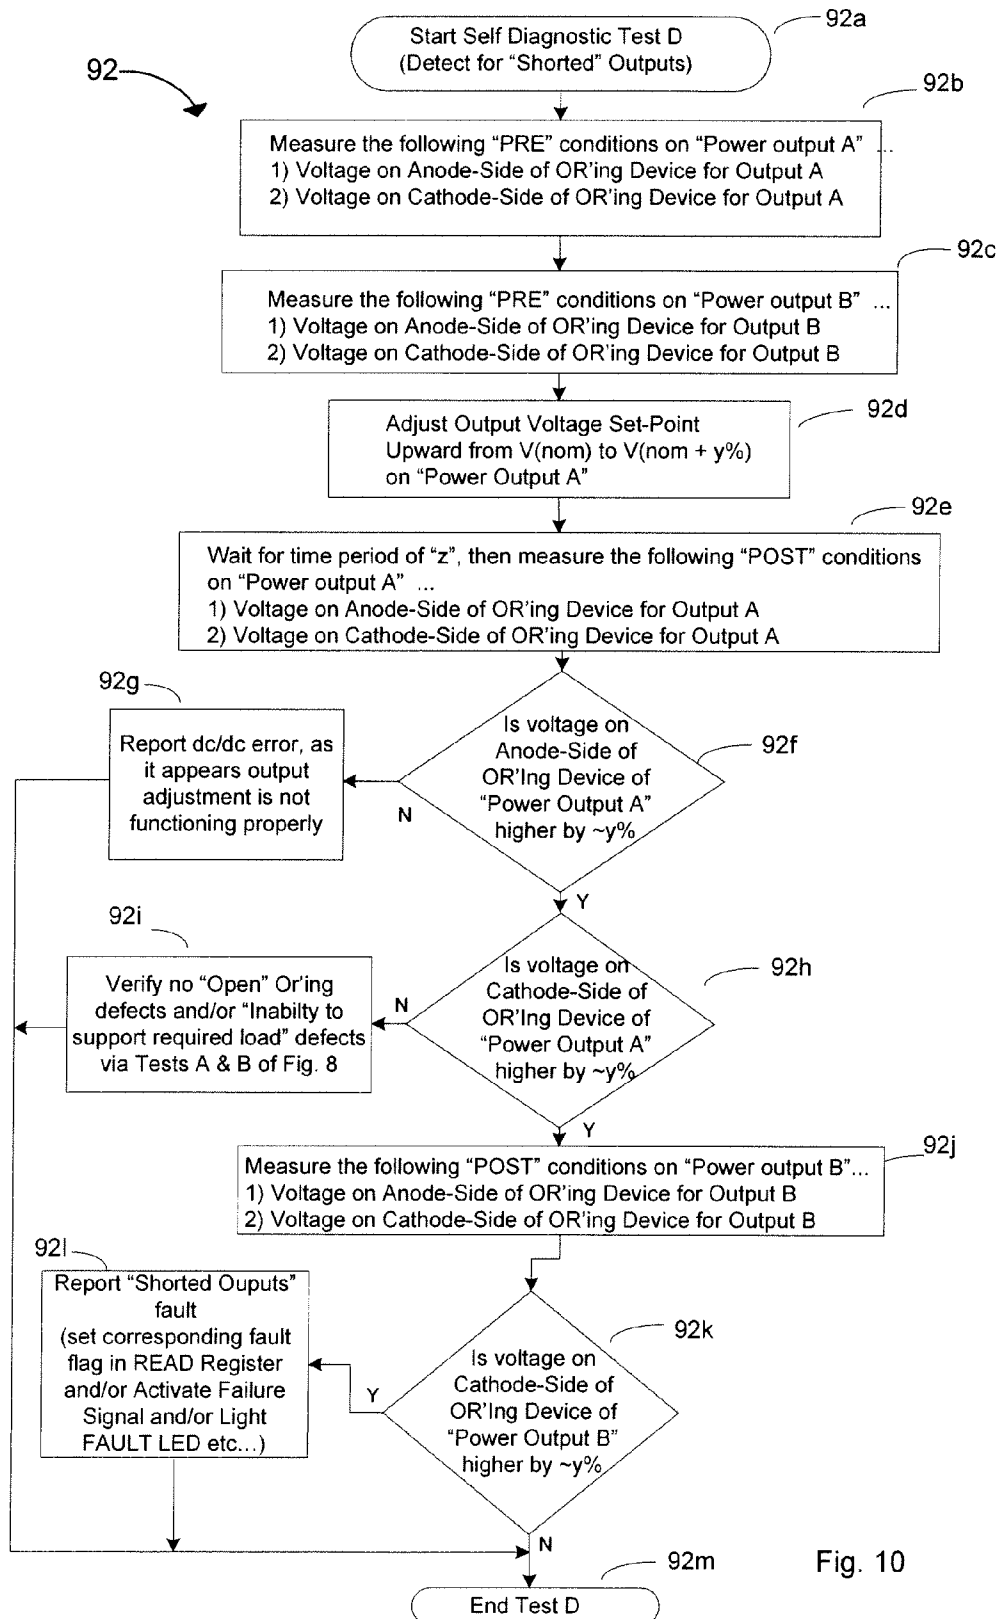 92a
Start Self Diagnostic Test D
(Detect for “Shorted” Outputs)
92
92b
Measure the following “PRE” conditions on “Power output A” ...
1) Voltage on Anode-Side of OR’ing Device for Output A
2) Voltage on Cathode-Side of OR’ing Device for Output A
92c
Measure the following “PRE” conditions on “Power output B” ...
1) Voltage on Anode-Side of OR’ing Device for Output B
2) Voltage on Cathode-Side of OR’ing Device for Output B
92d
Adjust Output Voltage Set-Point
Upward from V(nom) to V(nom + y%)
on “Power Output A”
92e
Wait for time period of “z”, then measure the following “POST” conditions
on “Power output A” ...
1) Voltage on Anode-Side of OR’ing Device for Output A
2) Voltage on Cathode-Side of OR’ing Device for Output A
92g
Report dc/dc error, as
it appears output
adjustment is not
functioning properly
N
Is voltage on
Anode-Side of
OR’Ing Device of
“Power Output A”
higher by ~y%
92f
Y
92i
Verify no “Open” Or’ing
defects and/or “Inabilty to
support required load” defects
via Tests A & B of Fig. 8
N
Is voltage on
Cathode-Side of
OR’Ing Device of
“Power Output A”
higher by ~y%
92h
Y
92j
Measure the following “POST” conditions on “Power output B”...
1) Voltage on Anode-Side of OR’ing Device for Output B
2) Voltage on Cathode-Side of OR’ing Device for Output B
92l
Report “Shorted Ouputs”
fault
(set corresponding fault
flag in READ Register
and/or Activate Failure
Signal and/or Light
FAULT LED etc...)
Y
Is voltage on
Cathode-Side of
OR’Ing Device of
“Power Output B”
higher by ~y%
92k
N
92m
End Test D
Fig. 10